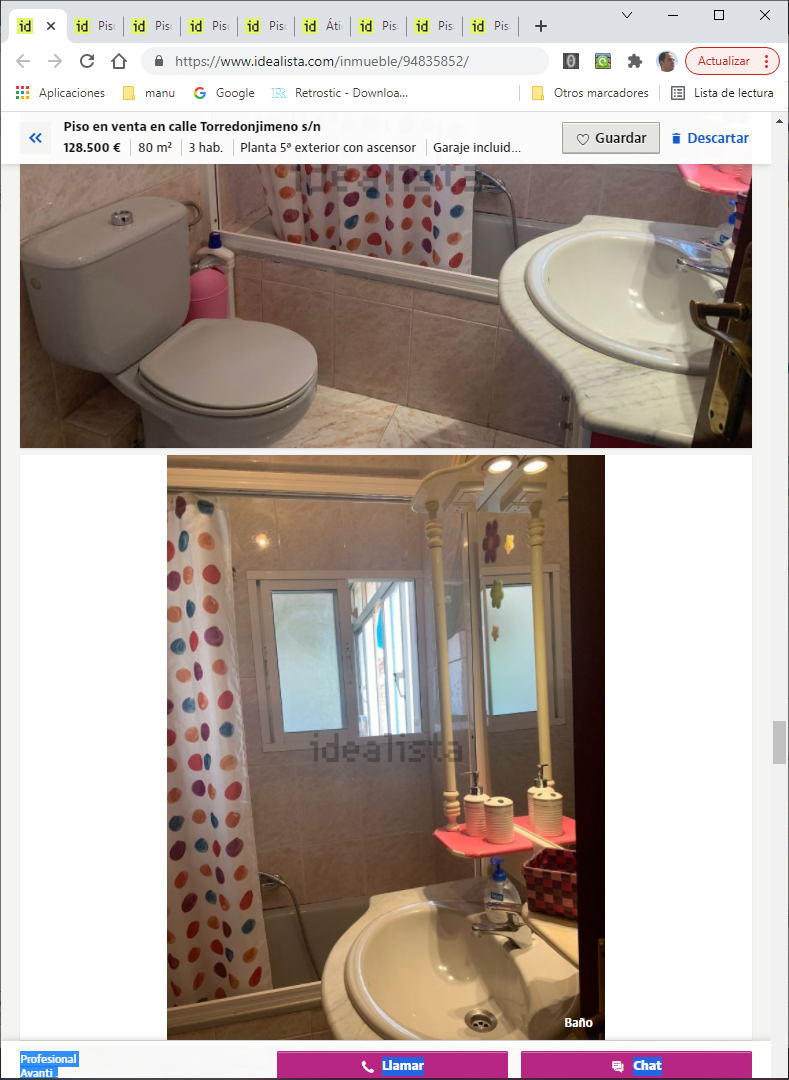 id
Pis
Pis
Pis
Pis
Áti
Pis
Pis
Pis
https://www.idealista.com/inmueble/94835852/
Actualizar
Aplicaciones
manu
Google
Retrostic - Downloa...
Otros marcadores
Lista de lectura
Piso en venta en calle Torredonjimeno s/n
128.500 € 80 m² 3 hab. Planta 5ª exterior con ascensor Garaje incluid...
Guardar
Descartar
idealista
idealista
Baño
Profesional
Avanti
Llamar
Chat